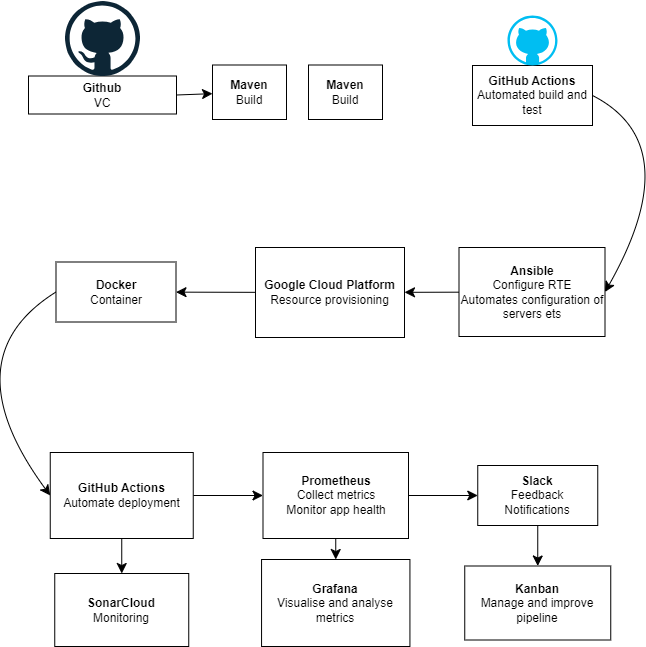 Github
VC
Maven
Build
Maven
Build
GitHub Actions
Automated build and
test
Docker
Container
Google Cloud Platform
Resource provisioning
Ansible
Configure RTE
Automates configuration of
servers ets
GitHub Actions
Automate deployment
Prometheus
Collect metrics
Monitor app health
Slack
Feedback
Notifications
SonarCloud
Monitoring
Grafana
Visualise and analyse
metrics
Kanban
Manage and improve
pipeline